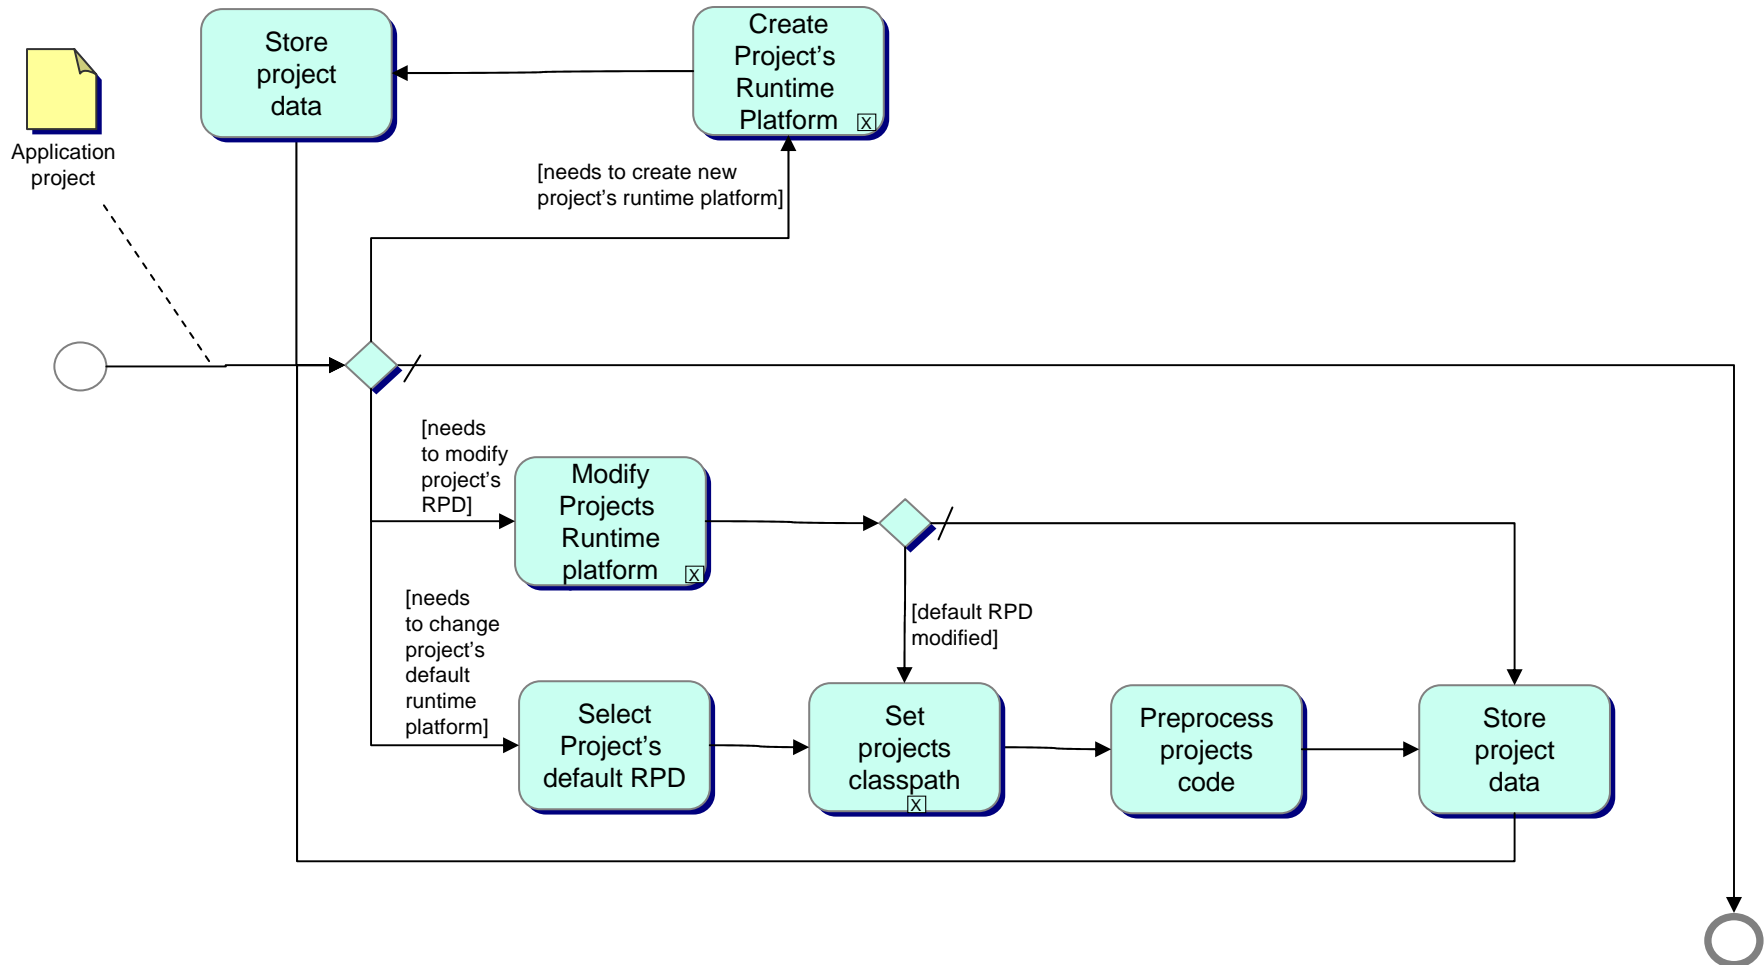 Store
project
data
Create
Project’s
Runtime
Platform
X
Application
project
[needs to create new
project’s runtime platform]
[needs
to modify
project’s
RPD]
Modify
Projects
Runtime
platform
X
[needs
to change
project’s
default
runtime
platform]
[default RPD
modified]
Select
Project’s
default RPD
Set
projects
classpath
X
Preprocess
projects
code
Store
project
data